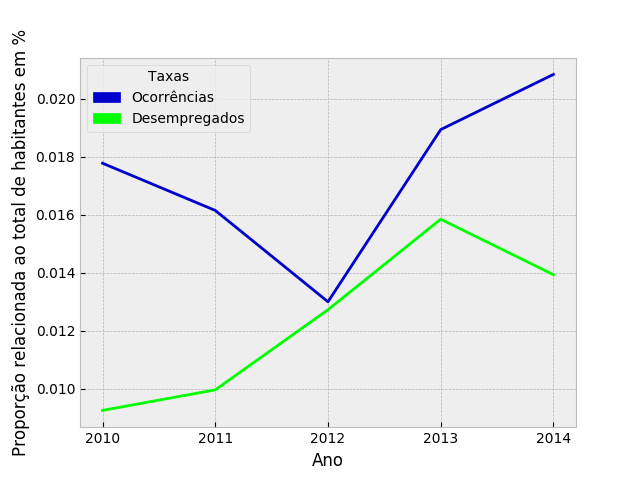 Proporção relacionada ao total de habitantes em %
Taxas
Ocorrências
Desempregados
0.020
0.018
0.016
0.014
0.012
0.010
2010 2011 2012 2013 2014
Ano